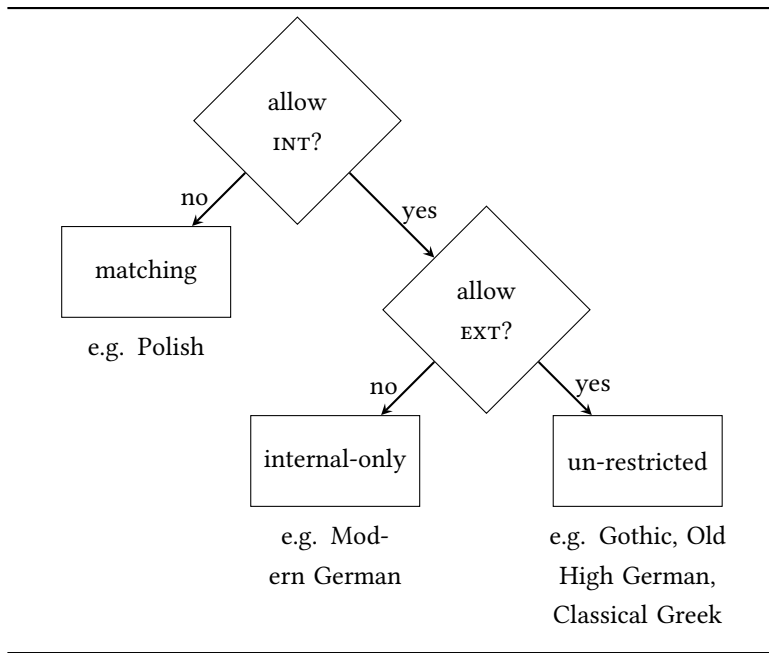 allow
INT?
no
yes
matching
e.g. Polish
allow
EXT?
no
yes
internal-only
un-restricted
e.g. Mod-
ern German
e.g. Gothic, Old
High German,
Classical Greek